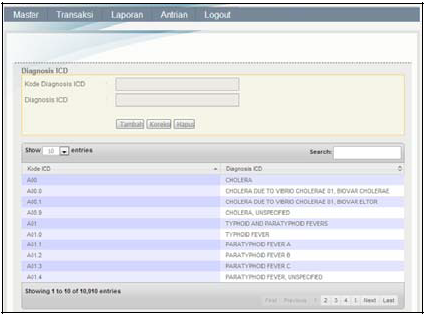 Master Transaksi Laporan Antrian Logout
Diagnosis ICD
Kode Diagnosis ICD :
Diagnosis ICD :
Tambah Koreksi Hapus
Show 10 entries Search:
Kode ICD Diagnosis ICD
A00 CHOLERA
A00.0 CHOLERA DUE TO VIBRIO CHOLERAE 01, BIOVAR CHOLERAE
A00.1 CHOLERA DUE TO VIBRIO CHOLERAE 01, BIOVAR ELTOR
A00.9 CHOLERA, UNSPECIFIED
A01 TYPHOID AND PARATYPHOID FEVERS
A01.0 TYPHOID FEVER
A01.1 PARATYPHOID FEVER A
A01.2 PARATYPHOID FEVER B
A01.3 PARATYPHOID FEVER C
A01.4 PARATYPHOID FEVER, UNSPECIFIED
Showing 1 to 10 of 10,910 entries
First Previous 1 2 3 4 5 Next Last